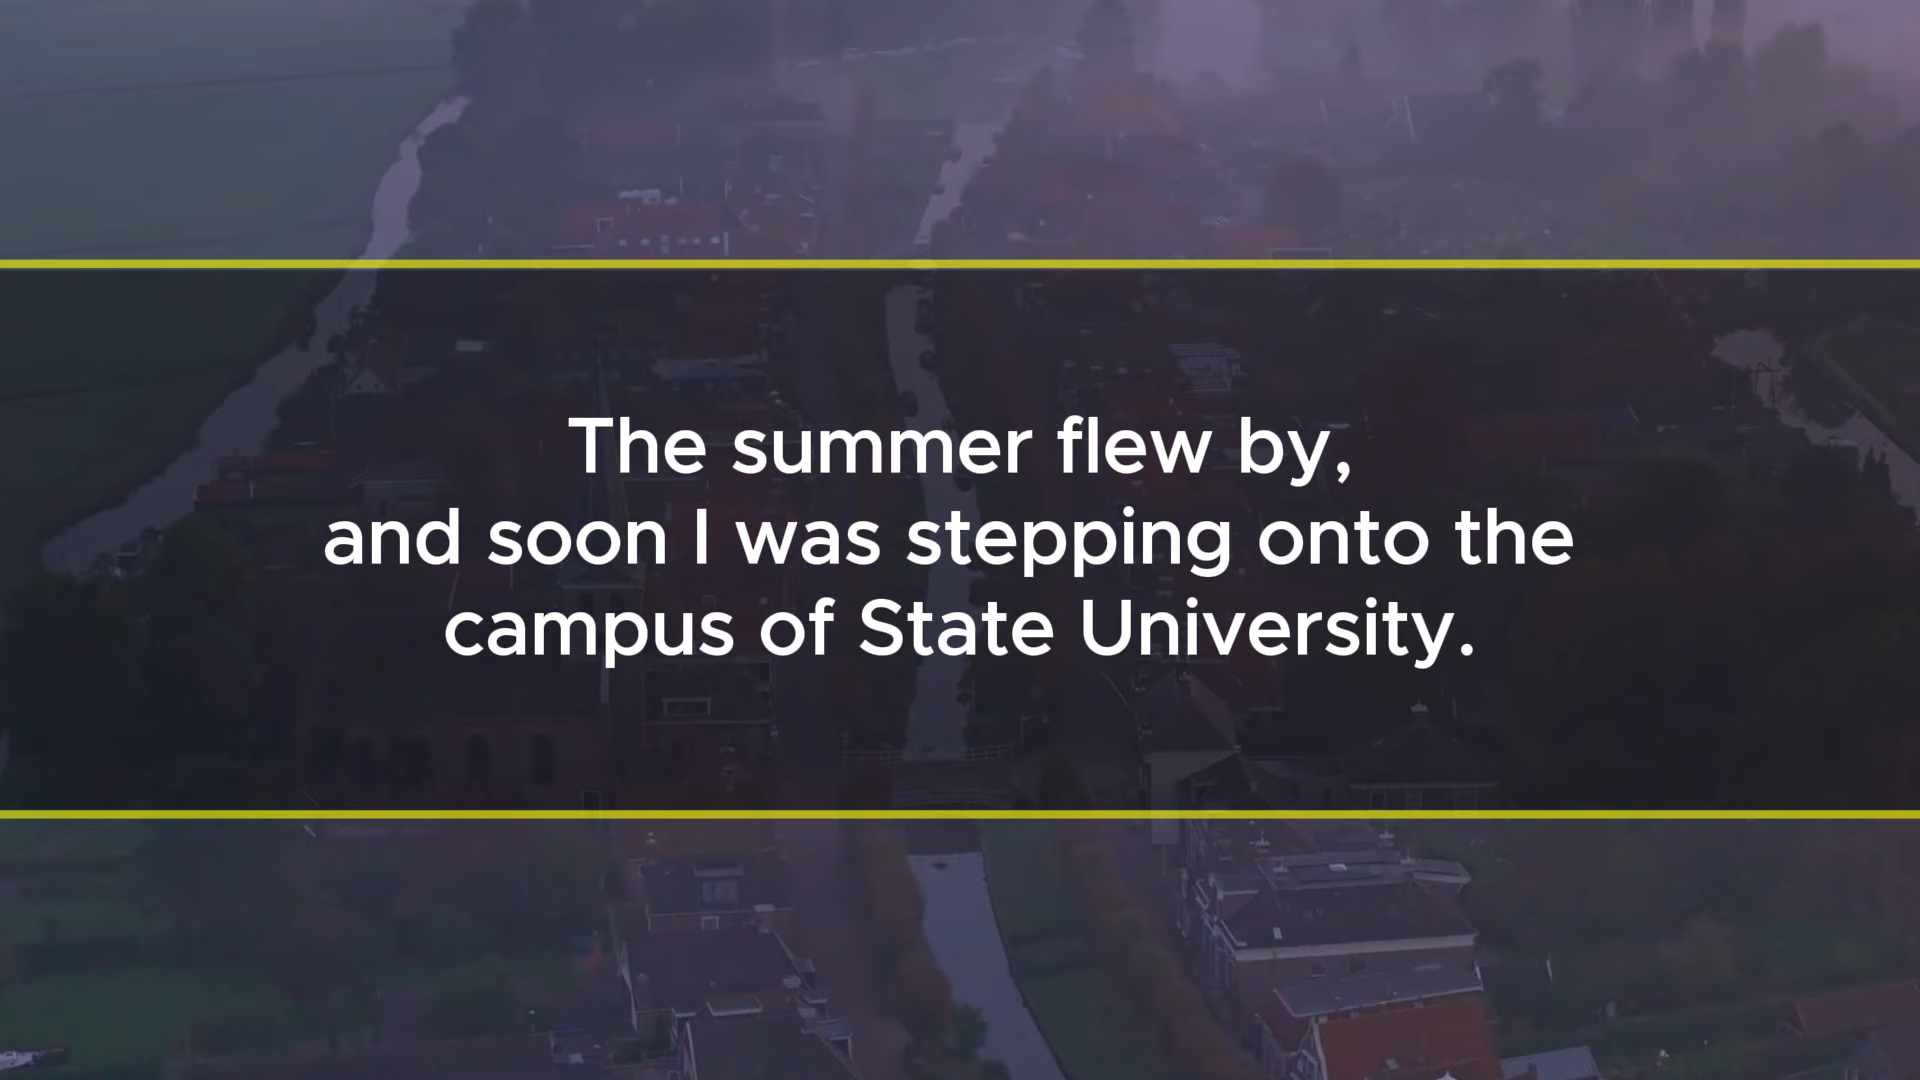 The summer flew by,
and soon I was stepping onto the
campus of State University.